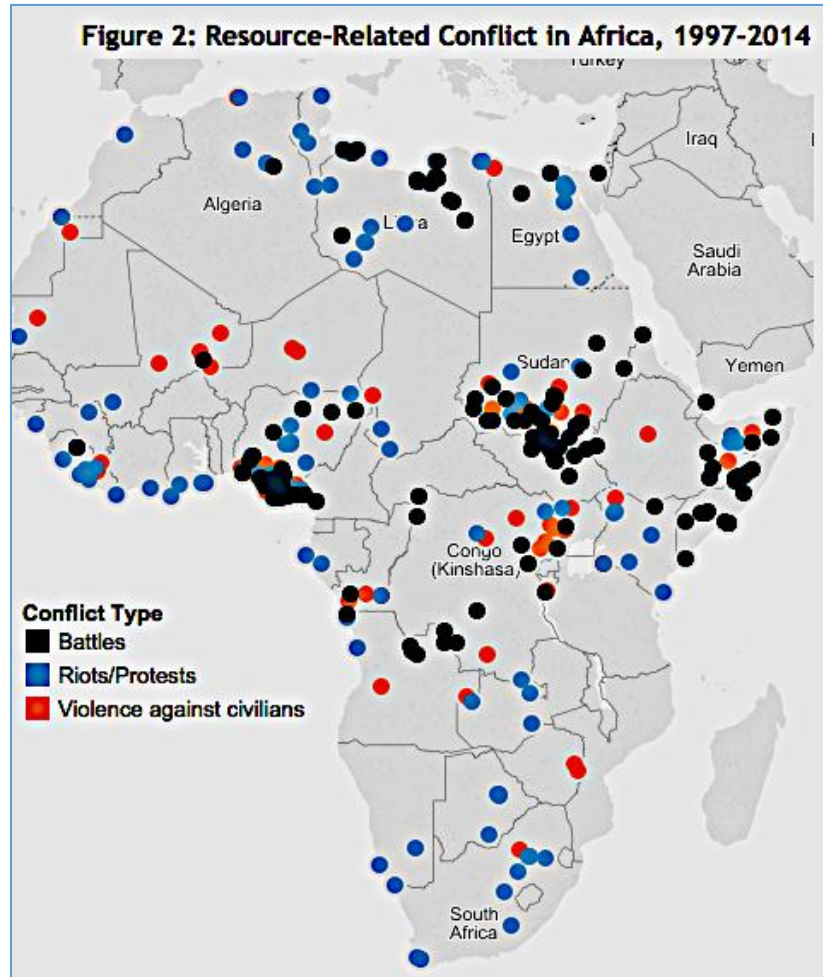 Figure 2: Resource-Related Conflict in Africa, 1997-2014
Turkey
Iraq
Algeria
Libya
Egypt
Saudi
Arabia
Sudan
Yemen
Congo
(Kinshasa)
Conflict Type
Battles
Riots/Protests
Violence against civilians
South
Africa